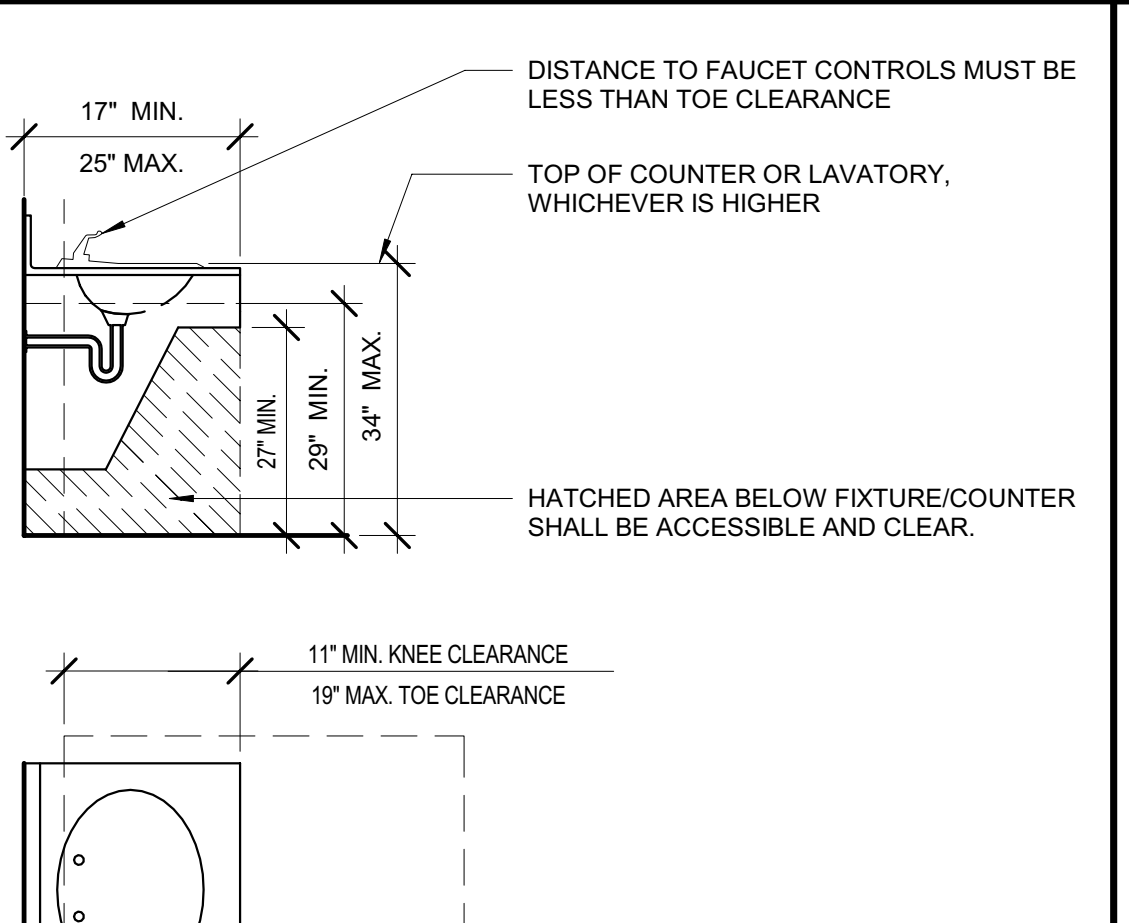 DISTANCE TO FAUCET CONTROLS MUST BE
LESS THAN TOE CLEARANCE
17" MIN.
25" MAX.
TOP OF COUNTER OR LAVATORY,
WHICHEVER IS HIGHER
27" MIN.
29" MIN.
34" MAX.
HATCHED AREA BELOW FIXTURE/COUNTER
SHALL BE ACCESSIBLE AND CLEAR.
11" MIN. KNEE CLEARANCE
19" MAX. TOE CLEARANCE